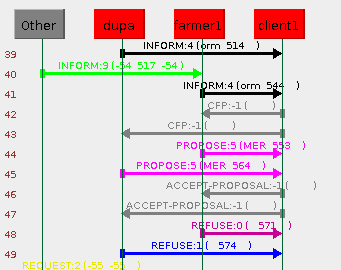 Other dupa farmer1 client1
39 INFORM:4 (orm 514 )
40 INFORM:9 (-54 517 -54 )
41 INFORM:4 (orm 544 )
42 CFP:-1 ( )
43 CFP:-1 ( )
44 PROPOSE:5 (MER 553 )
45 PROPOSE:5 (MER 564 )
46 ACCEPT-PROPOSAL:-1 ( )
47 ACCEPT-PROPOSAL:-1 ( )
48 REFUSE:0 ( 571 )
49 REFUSE:1 ( 574 )
REQUEST:2 (-55 -55 )